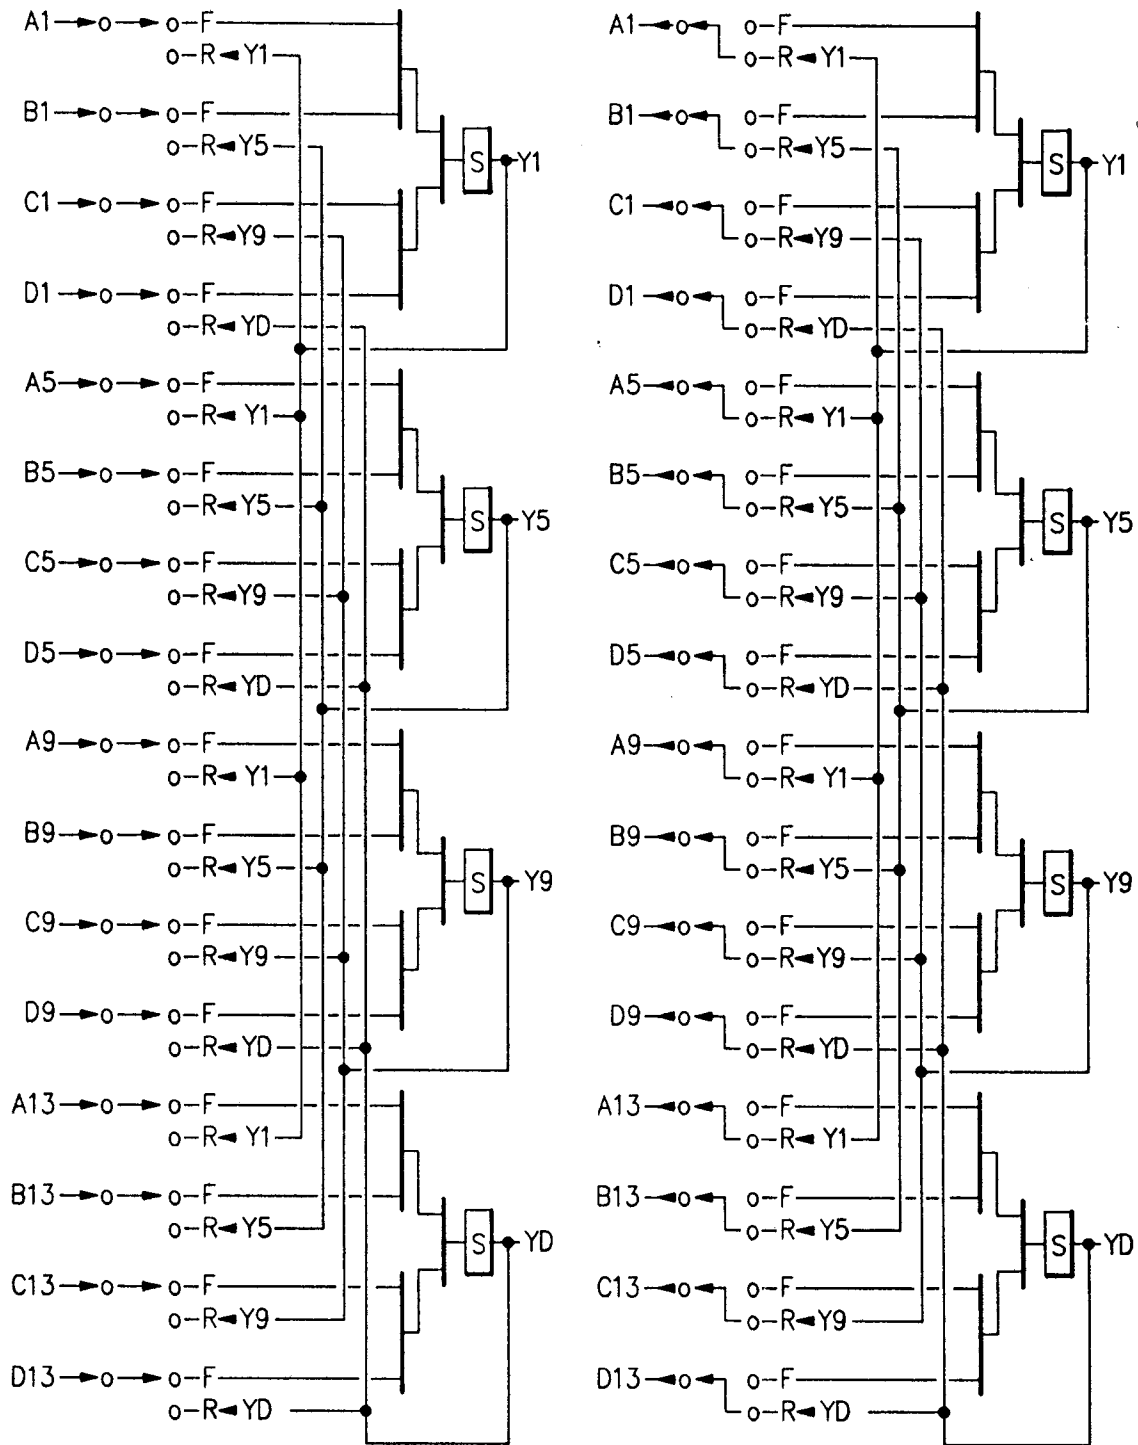 A1 F A1 F
R Y1 R Y1
B1 F B1 F
R Y5 R Y5
S Y1 S Y1
C1 F C1 F
R Y9 R Y9
D1 F D1 F
R YD R YD
A5 F A5 F
R Y1 R Y1
B5 F B5 F
R Y5 R Y5
S Y5 S Y5
C5 F C5 F
R Y9 R Y9
D5 F D5 F
R YD R YD
A9 F A9 F
R Y1 R Y1
B9 F B9 F
R Y5 R Y5
S Y9 S Y9
C9 F C9 F
R Y9 R Y9
D9 F D9 F
R YD R YD
A13 F A13 F
R Y1 R Y1
B13 F B13 F
R Y5 R Y5
S YD S YD
C13 F C13 F
R Y9 R Y9
D13 F D13 F
R YD R YD